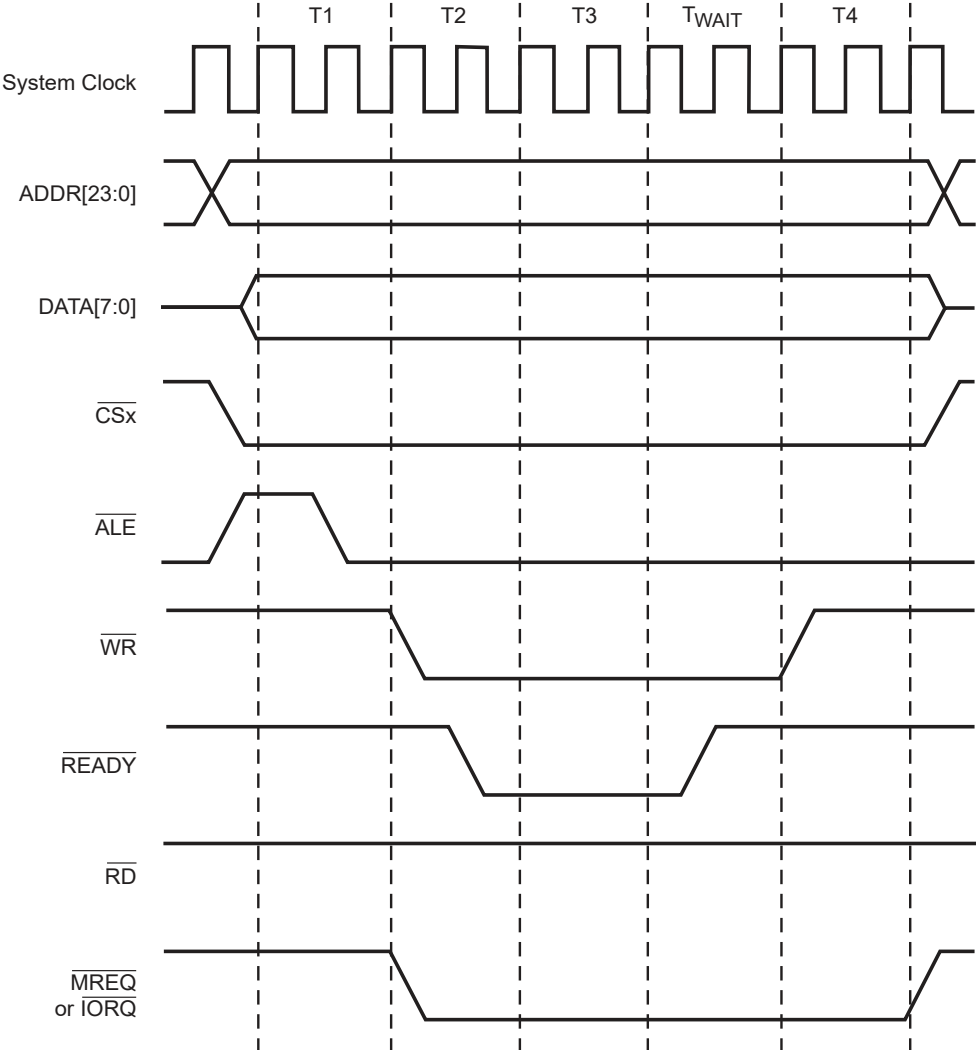 T1 T2 T3 TWAIT T4
System Clock
ADDR[23:0]
DATA[7:0]
CSx
ALE
WR
READY
RD
MREQ
or IORQ